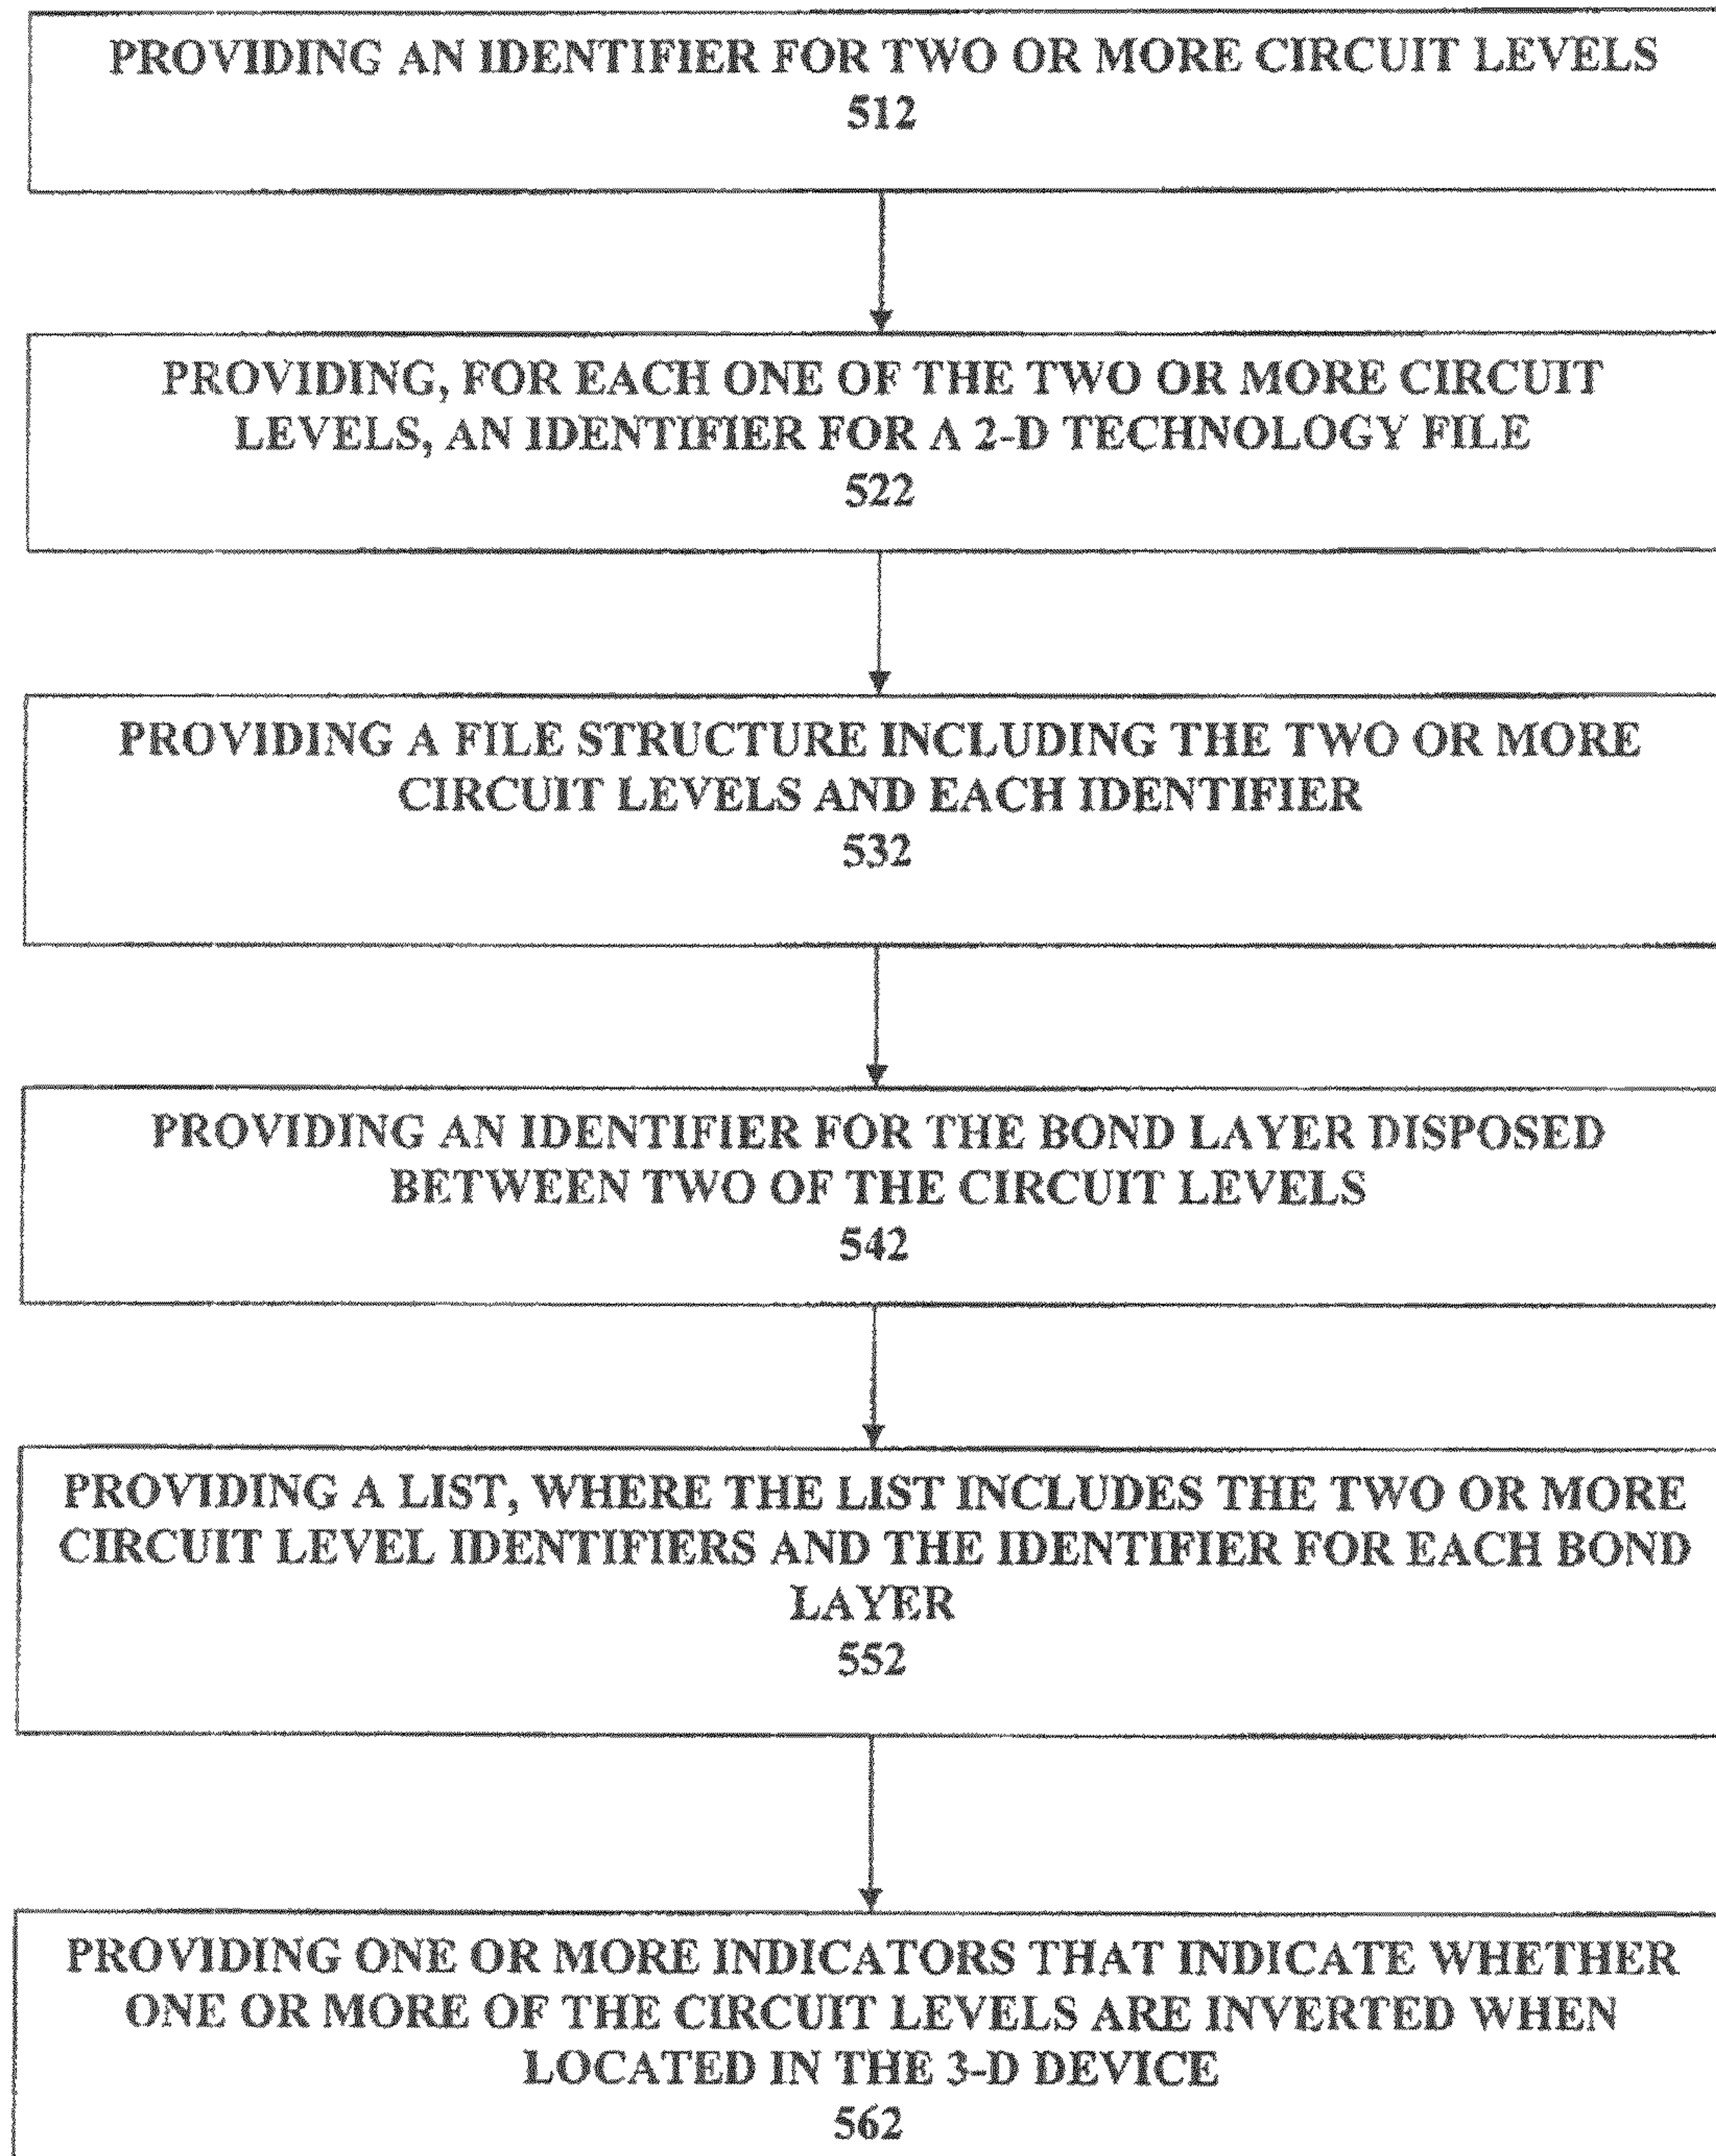 PROVIDING AN IDENTIFIER FOR TWO OR MORE CIRCUIT LEVELS
512
PROVIDING, FOR EACH ONE OF THE TWO OR MORE CIRCUIT
LEVELS, AN IDENTIFIER FOR A 2-D TECHNOLOGY FILE
522
PROVIDING A FILE STRUCTURE INCLUDING THE TWO OR MORE
CIRCUIT LEVELS AND EACH IDENTIFIER
532
PROVIDING AN IDENTIFIER FOR THE BOND LAYER DISPOSED
BETWEEN TWO OF THE CIRCUIT LEVELS
542
PROVIDING A LIST, WHERE THE LIST INCLUDES THE TWO OR MORE
CIRCUIT LEVEL IDENTIFIERS AND THE IDENTIFIER FOR EACH BOND
LAYER
552
PROVIDING ONE OR MORE INDICATORS THAT INDICATE WHETHER
ONE OR MORE OF THE CIRCUIT LEVELS ARE INVERTED WHEN
LOCATED IN THE 3-D DEVICE
562